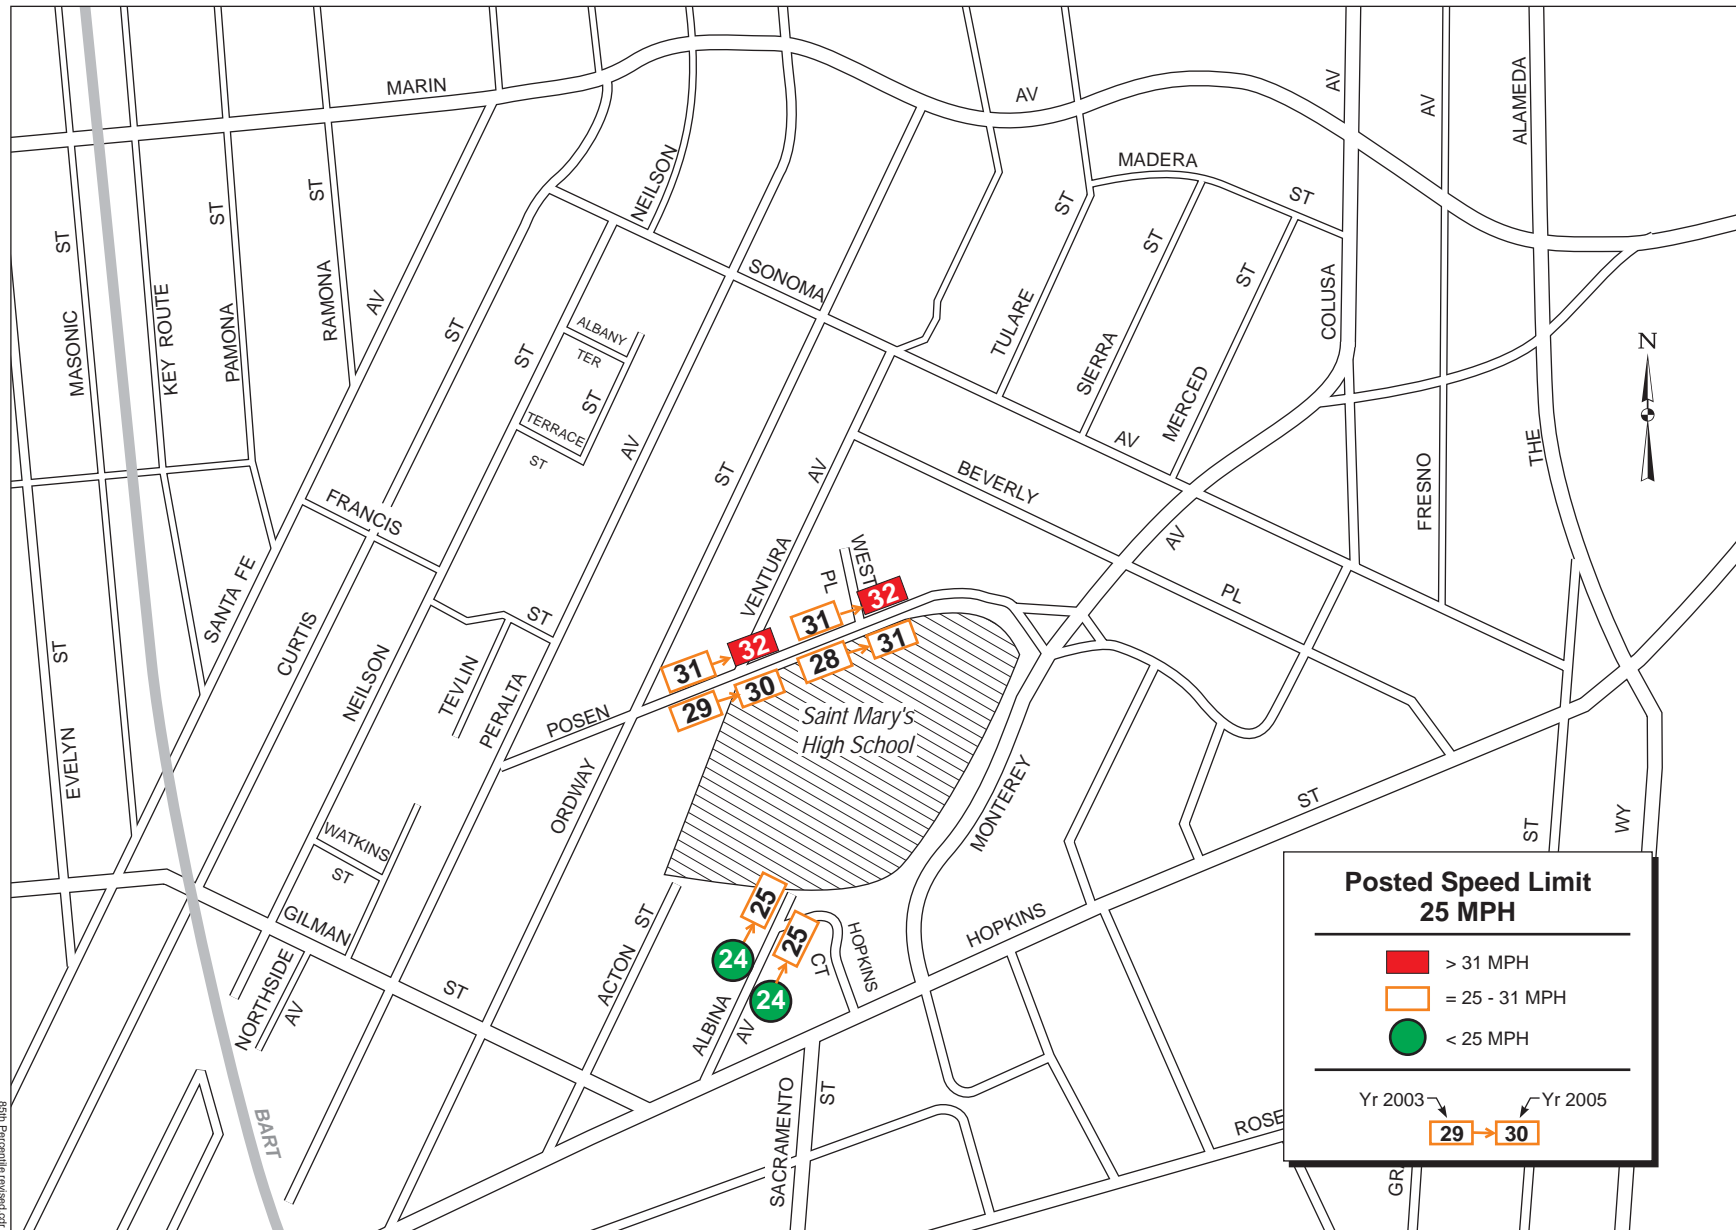 MARIN
AV
AV
AV
ALAMEDA
MADERA
ST
NEILSON
ST
ST
ST
MASONIC
ST
KEY ROUTE
PAMONA
RAMONA
AV
ST
ST
ALBANY
TER
ST
TERRACE
ST
AV
SONOMA
ST
AV
TULARE
ST
SIERRA
ST
MERCED
ST
AV
COLUSA
N
THE
FRESNO
BEVERLY
AV
PL
FRANCIS
SANTA FE
CURTIS
NEILSON
ST
TEVLIN
PERALTA
POSEN
ORDWAY
VENTURA
PL
WEST
31
32
31
32
29
30
28
31
Saint Mary's
High School
MONTEREY
ST
EVELYN
ST
WATKINS
ST
GILMAN
ST
NORTHSIDE
AV
ACTON
ST
25
24
25
24
ALBINA
AV
CT
HOPKINS
HOPKINS
ST
ST
WY
SACRAMENTO
ST
ROSE
GR
BART
Posted Speed Limit
25 MPH
> 31 MPH
= 25 - 31 MPH
< 25 MPH
Yr 2003
Yr 2005
29
30
85th Percentile revised.cdr